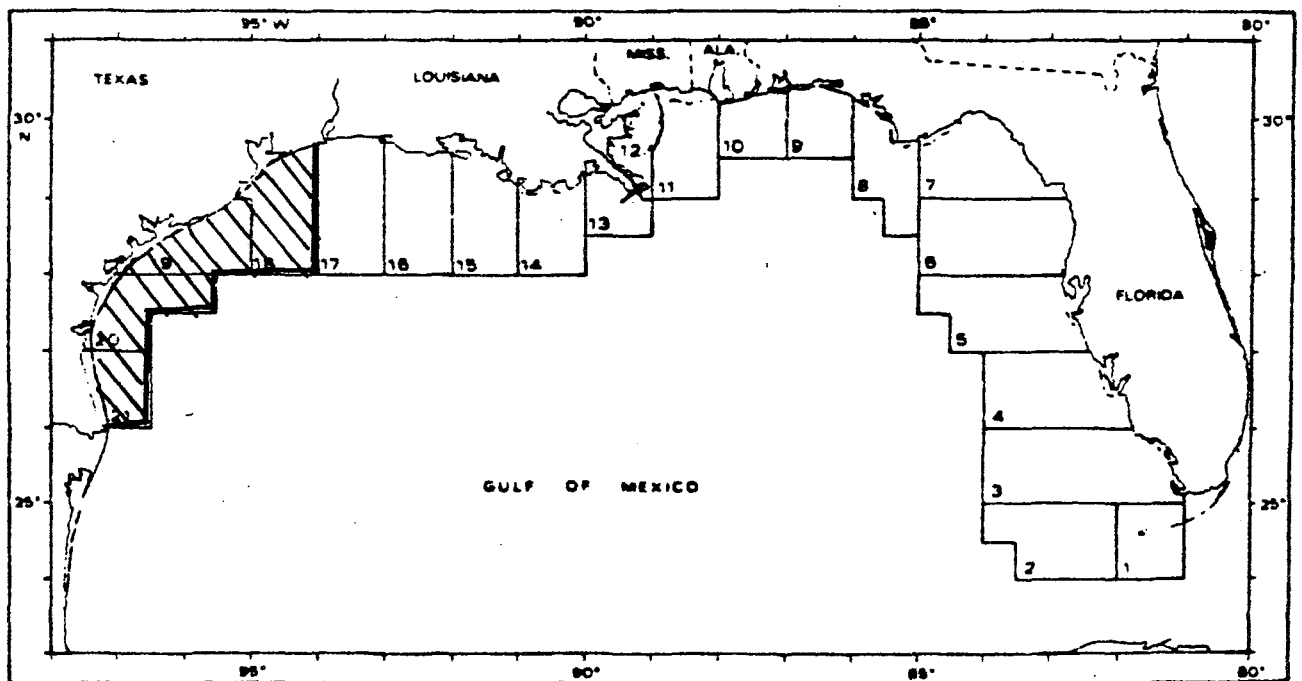 95° W 90° 85° 80°
MISS. ALA.
TEXAS LOUISIANA
30° 30°
N
12
10 9
11
8 7
13
19 18 17 16 15 14
6
FLORIDA
20
5
4
GULF OF MEXICO
3
25° 25°
2 1
95° 90° 85° 80°